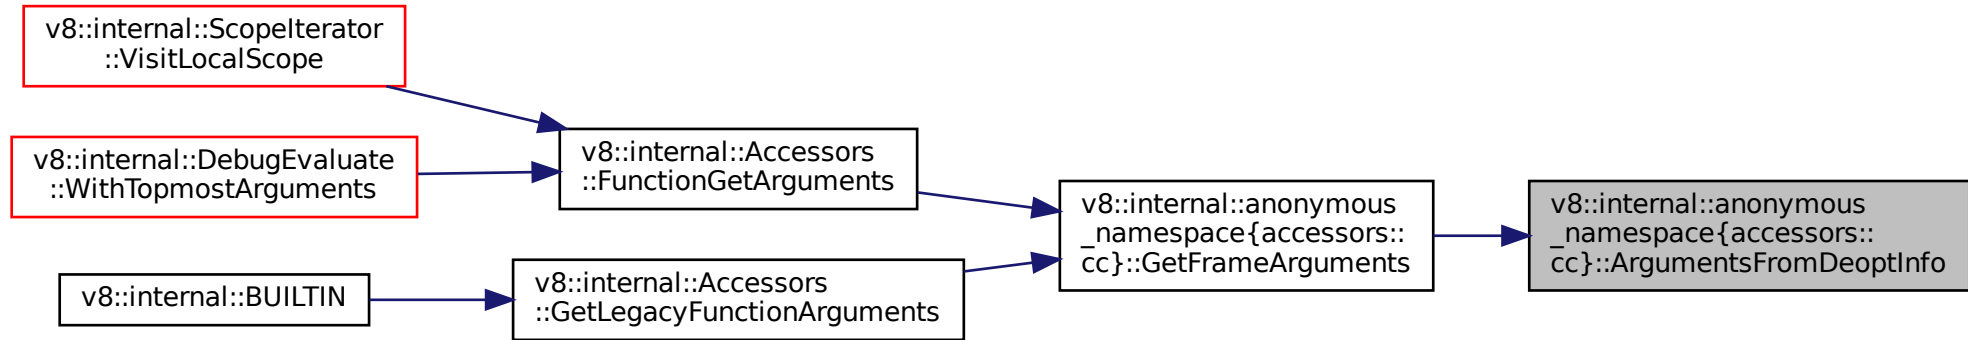 v8::internal::ScopeIterator
::VisitLocalScope
v8::internal::DebugEvaluate
::WithTopmostArguments
v8::internal::BUILTIN
v8::internal::Accessors
::FunctionGetArguments
v8::internal::Accessors
::GetLegacyFunctionArguments
v8::internal::anonymous
_namespace{accessors::
cc}::GetFrameArguments
v8::internal::anonymous
_namespace{accessors::
cc}::ArgumentsFromDeoptInfo